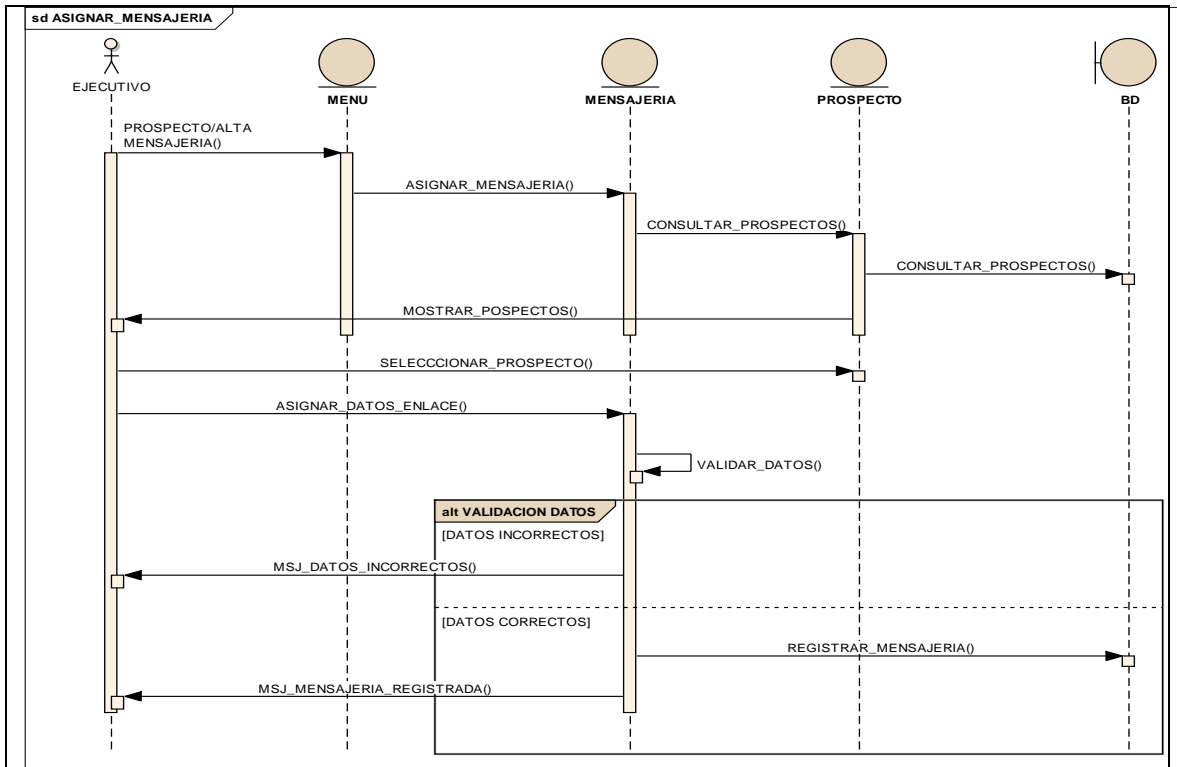 sd ASIGNAR_MENSAJERIA
EJECUTIVO
MENU
MENSAJERIA
PROSPECTO
BD
PROSPECTO/ALTA
MENSAJERIA()
ASIGNAR_MENSAJERIA()
CONSULTAR_PROSPECTOS()
CONSULTAR_PROSPECTOS()
MOSTRAR_POSPECTOS()
SELECCCIONAR_PROSPECTO()
ASIGNAR_DATOS_ENLACE()
VALIDAR_DATOS()
alt VALIDACION DATOS
[DATOS INCORRECTOS]
MSJ_DATOS_INCORRECTOS()
[DATOS CORRECTOS]
REGISTRAR_MENSAJERIA()
MSJ_MENSAJERIA_REGISTRADA()